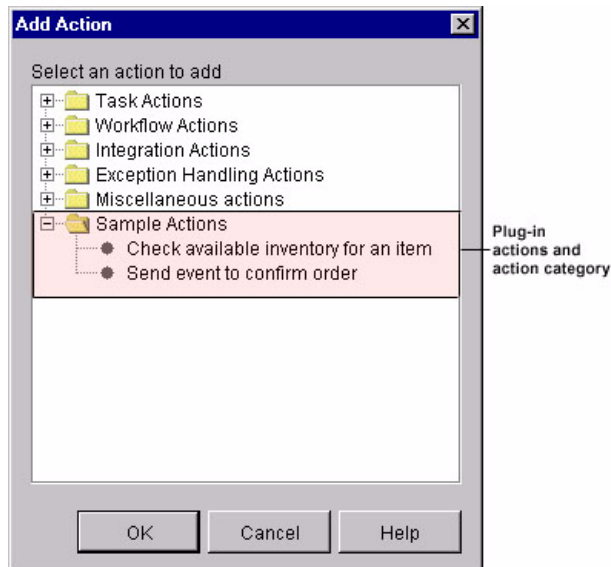 Add Action
Select an action to add
Task Actions
Workflow Actions
Integration Actions
Exception Handling Actions
Miscellaneous actions
Sample Actions
Check available inventory for an item
Send event to confirm order
Plug-in
actions and
action category
OK
Cancel
Help